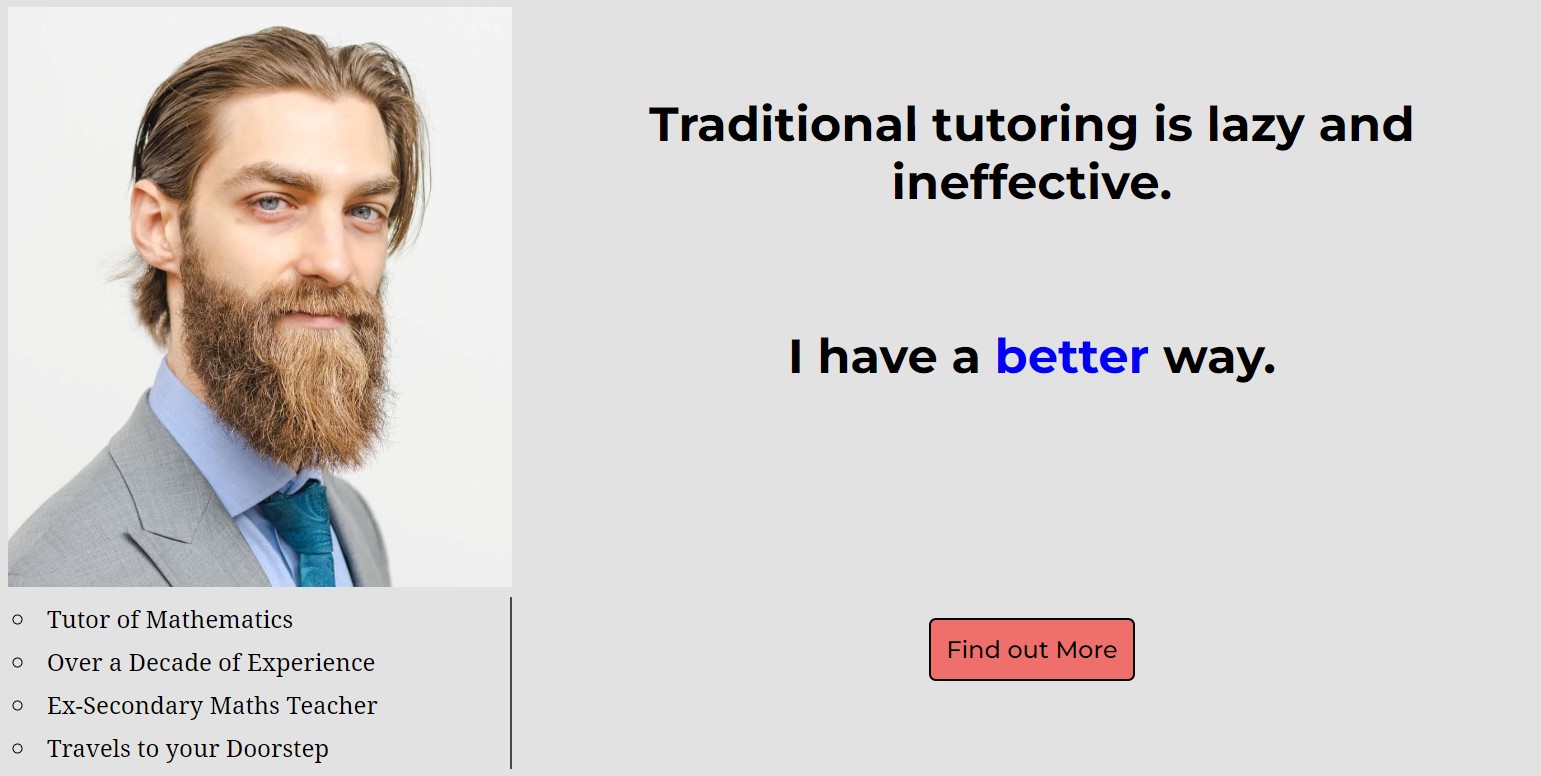 Traditional tutoring is lazy and
ineffective.
I have a better way.
Tutor of Mathematics
Over a Decade of Experience
Ex-Secondary Maths Teacher
Travels to your Doorstep
Find out More